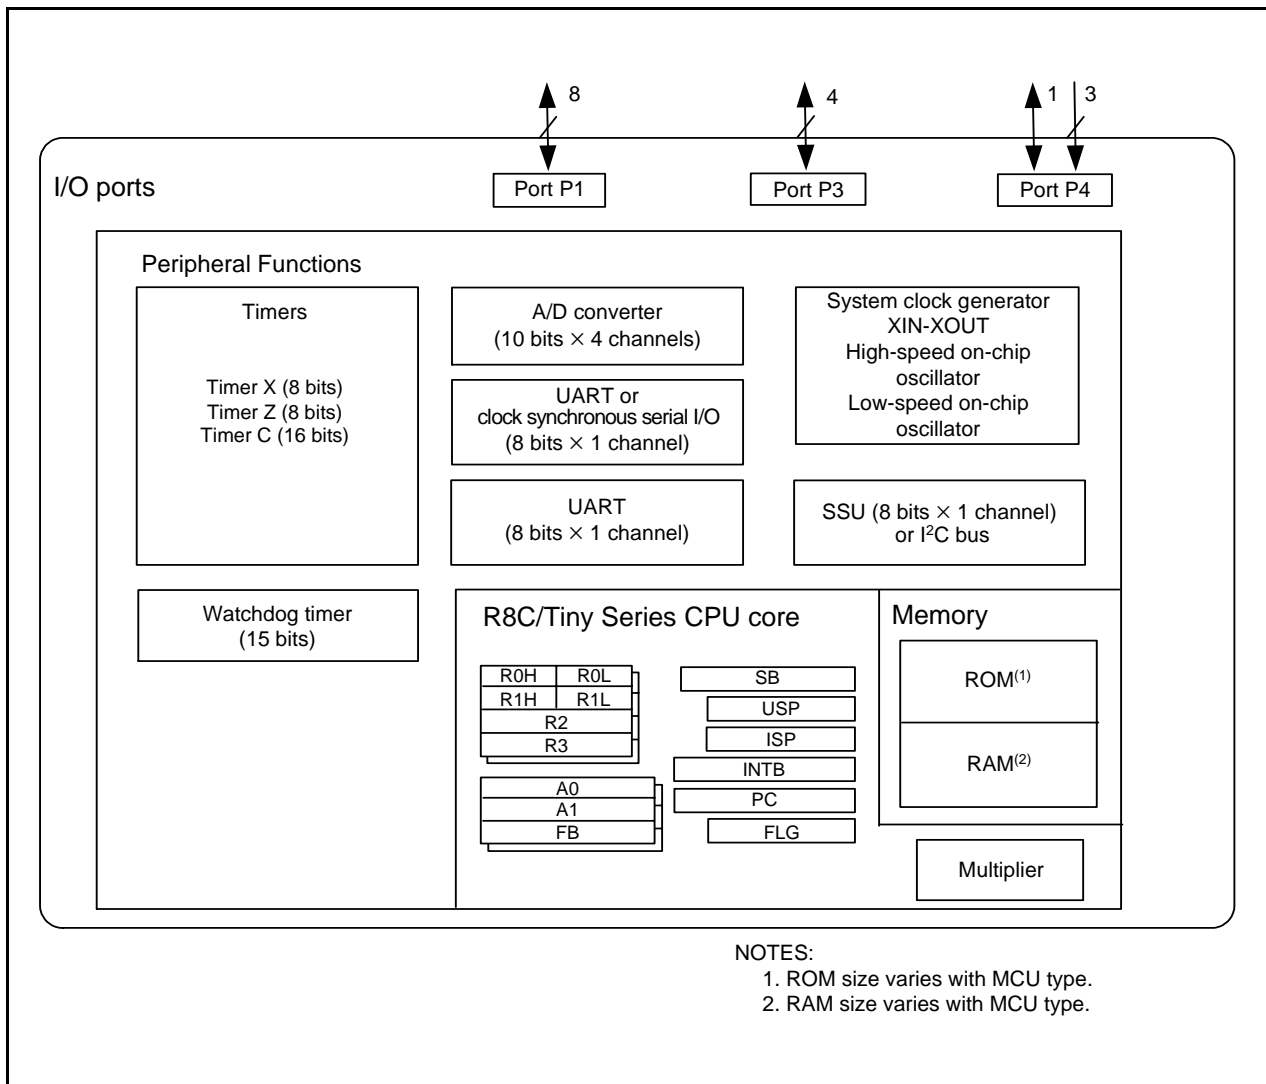 8
4
1
3
I/O ports
Port P1
Port P3
Port P4
Peripheral Functions
Timers
Timer X (8 bits)
Timer Z (8 bits)
Timer C (16 bits)
A/D converter
(10 bits × 4 channels)
UART or
clock synchronous serial I/O
(8 bits × 1 channel)
UART
(8 bits × 1 channel)
System clock generator
XIN-XOUT
High-speed on-chip
oscillator
Low-speed on-chip
oscillator
SSU (8 bits × 1 channel)
or I²C bus
Watchdog timer
(15 bits)
R8C/Tiny Series CPU core
R0H
R0L
R1H
R1L
R2
R3
A0
A1
FB
SB
USP
ISP
INTB
PC
FLG
Memory
ROM(1)
RAM(2)
Multiplier
NOTES:
1. ROM size varies with MCU type.
2. RAM size varies with MCU type.